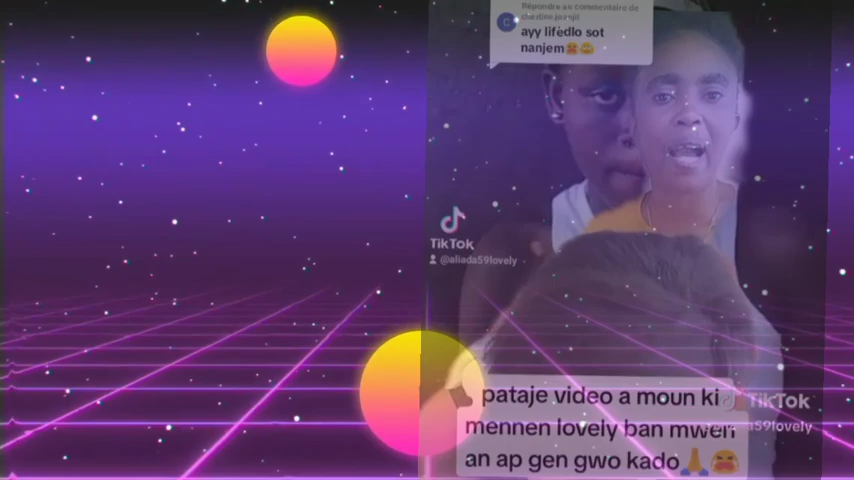 Répondre au commentaire de
C
ayy lifèdlo sot
nanjem😫😩
TikTok
@aliada59lovely
pataje video a moun ki
TikTok
mennen lovely ban mwen
an ap gen gwo kado🙏😭